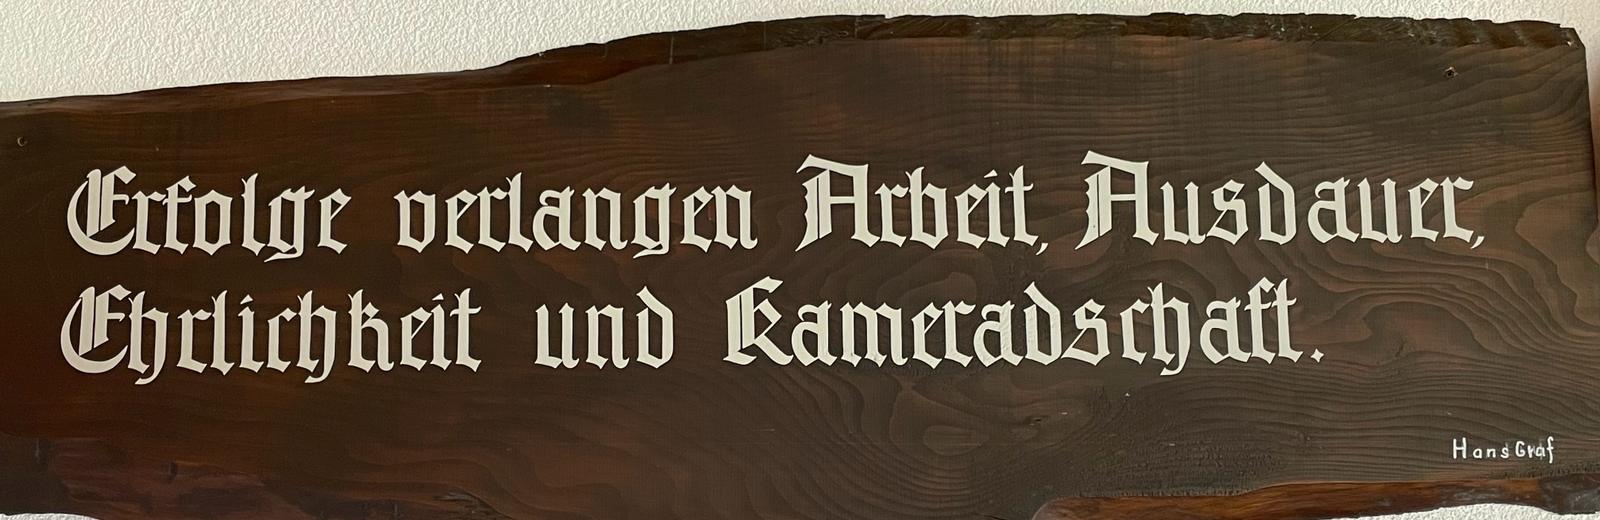 Erfolge verlangen Arbeit, Ausdauer,
Ehrlichkeit und Kameradschaft.
Hans Graf